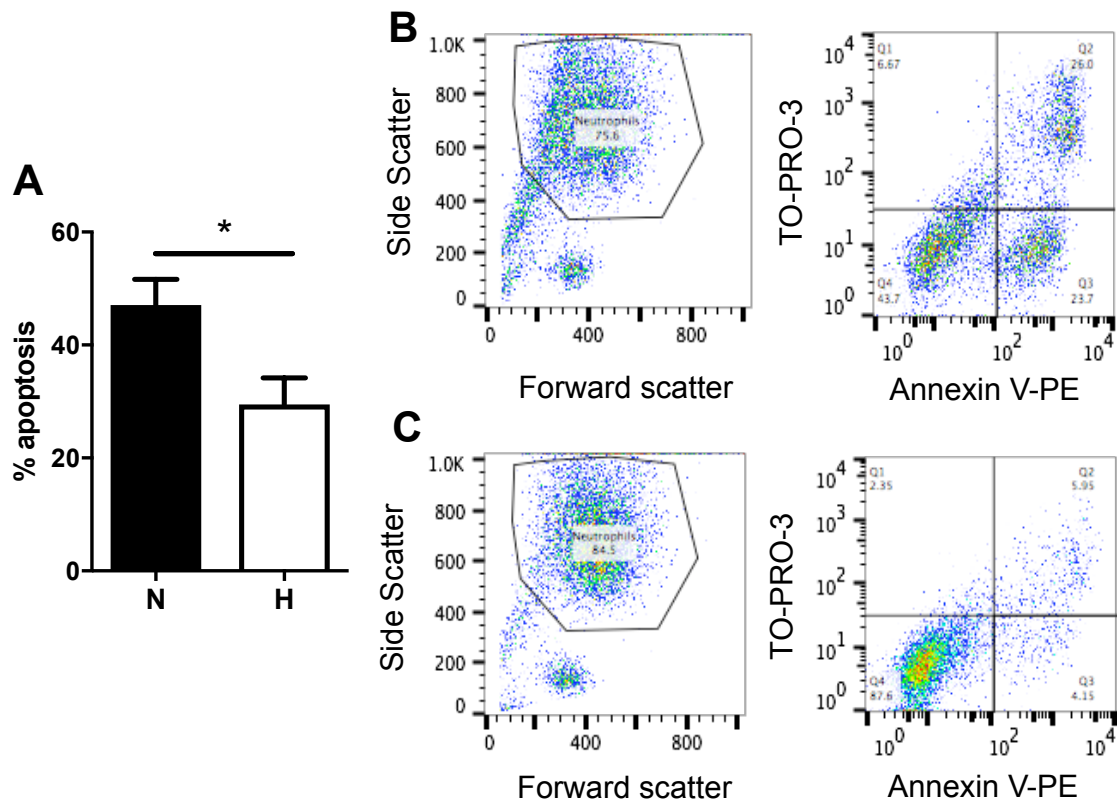 A
% apoptosis
60
40
20
0
*
N
H
B
Side Scatter
1.0K
800
600
400
200
0
Neutrophils
75.6
0
400
800
Forward scatter
TO-PRO-3
10^4
10^3
10^2
10^1
10^0
Q1
6.67
Q2
26.0
Q4
43.7
Q3
23.7
10^0
10^2
10^4
Annexin V-PE
C
Side Scatter
1.0K
800
600
400
200
0
Neutrophils
84.5
0
400
800
Forward scatter
TO-PRO-3
10^4
10^3
10^2
10^1
10^0
Q1
2.35
Q2
5.95
Q4
87.6
Q3
4.15
10^0
10^2
10^4
Annexin V-PE